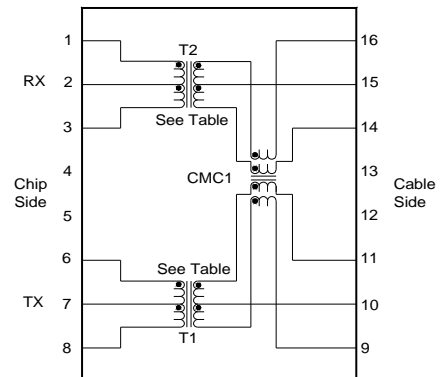 1
T2
16
RX
2
15
3
See Table
14
4
CMC1
13
Chip
Side
Cable
Side
5
12
6
See Table
11
TX
7
10
T1
8
9